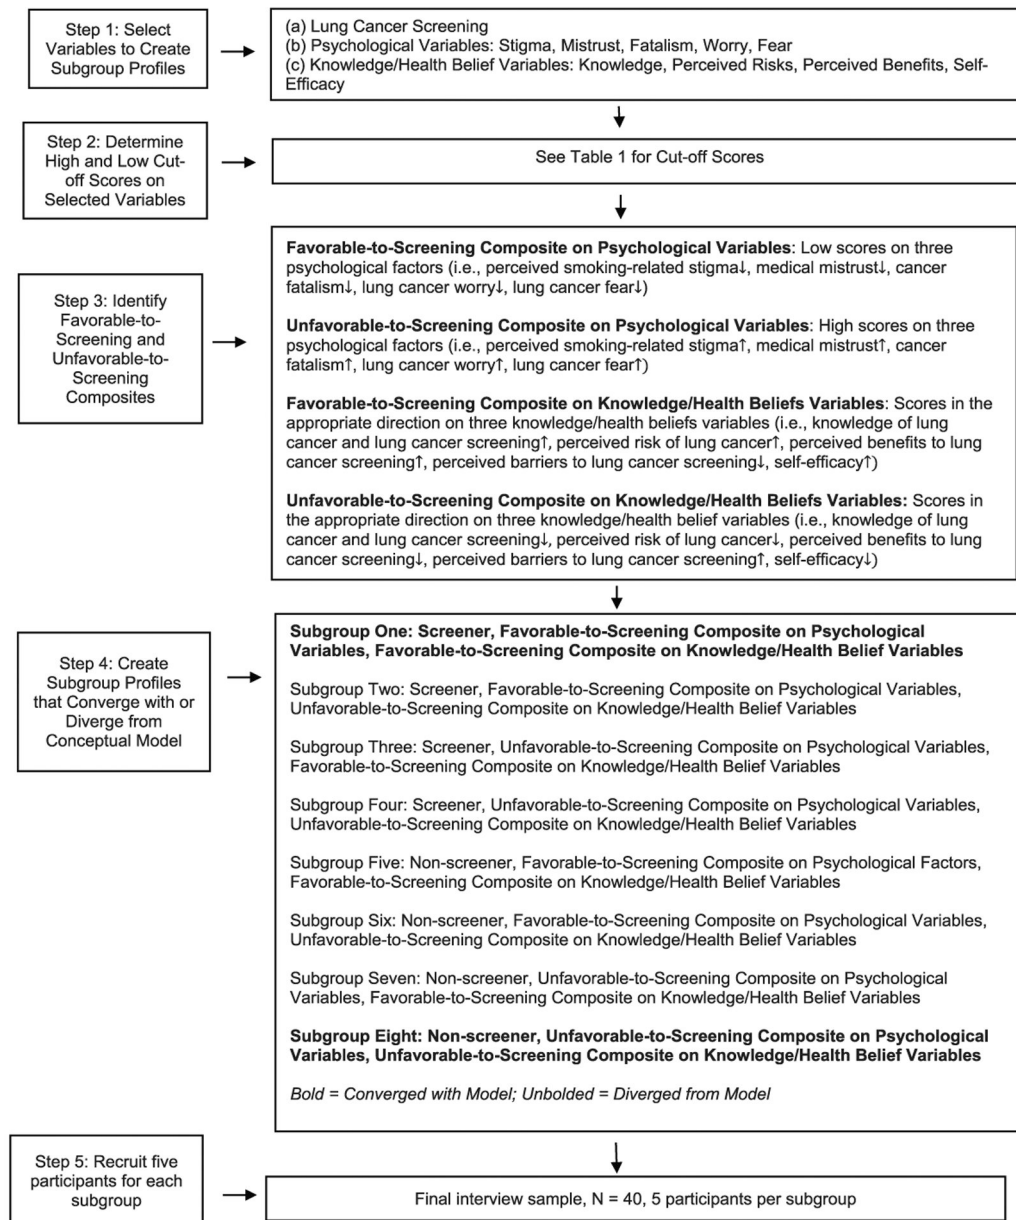 Step 1: Select
Variables to Create
Subgroup Profiles
(a) Lung Cancer Screening
(b) Psychological Variables: Stigma, Mistrust, Fatalism, Worry, Fear
(c) Knowledge/Health Belief Variables: Knowledge, Perceived Risks, Perceived Benefits, Self-
Efficacy
Step 2: Determine
High and Low Cut-
off Scores on
Selected Variables
See Table 1 for Cut-off Scores
Step 3: Identify
Favorable-to-
Screening and
Unfavorable-to-
Screening
Composites
Favorable-to-Screening Composite on Psychological Variables: Low scores on three
psychological factors (i.e., perceived smoking-related stigma↓, medical mistrust↓, cancer
fatalism↓, lung cancer worry↓, lung cancer fear↓)
Unfavorable-to-Screening Composite on Psychological Variables: High scores on three
psychological factors (i.e., perceived smoking-related stigma↑, medical mistrust↑, cancer
fatalism↑, lung cancer worry↑, lung cancer fear↑)
Favorable-to-Screening Composite on Knowledge/Health Beliefs Variables: Scores in the
appropriate direction on three knowledge/health beliefs variables (i.e., knowledge of lung
cancer and lung cancer screening↑, perceived risk of lung cancer↑, perceived benefits to lung
cancer screening↑, perceived barriers to lung cancer screening↓, self-efficacy↑)
Unfavorable-to-Screening Composite on Knowledge/Health Beliefs Variables: Scores in
the appropriate direction on three knowledge/health belief variables (i.e., knowledge of lung
cancer and lung cancer screening↓, perceived risk of lung cancer↓, perceived benefits to lung
cancer screening↓, perceived barriers to lung cancer screening↑, self-efficacy↓)
Step 4: Create
Subgroup Profiles
that Converge with or
Diverge from
Conceptual Model
Subgroup One: Screener, Favorable-to-Screening Composite on Psychological
Variables, Favorable-to-Screening Composite on Knowledge/Health Belief Variables
Subgroup Two: Screener, Favorable-to-Screening Composite on Psychological Variables,
Unfavorable-to-Screening Composite on Knowledge/Health Belief Variables
Subgroup Three: Screener, Unfavorable-to-Screening Composite on Psychological Variables,
Favorable-to-Screening Composite on Knowledge/Health Belief Variables
Subgroup Four: Screener, Unfavorable-to-Screening Composite on Psychological Variables,
Unfavorable-to-Screening Composite on Knowledge/Health Belief Variables
Subgroup Five: Non-screener, Favorable-to-Screening Composite on Psychological Factors,
Favorable-to-Screening Composite on Knowledge/Health Belief Variables
Subgroup Six: Non-screener, Favorable-to-Screening Composite on Psychological Variables,
Unfavorable-to-Screening Composite on Knowledge/Health Belief Variables
Subgroup Seven: Non-screener, Unfavorable-to-Screening Composite on Psychological
Variables, Favorable-to-Screening Composite on Knowledge/Health Belief Variables
Subgroup Eight: Non-screener, Unfavorable-to-Screening Composite on Psychological
Variables, Unfavorable-to-Screening Composite on Knowledge/Health Belief Variables
Bold = Converged with Model; Unbolded = Diverged from Model
Step 5: Recruit five
participants for each
subgroup
Final interview sample, N = 40, 5 participants per subgroup